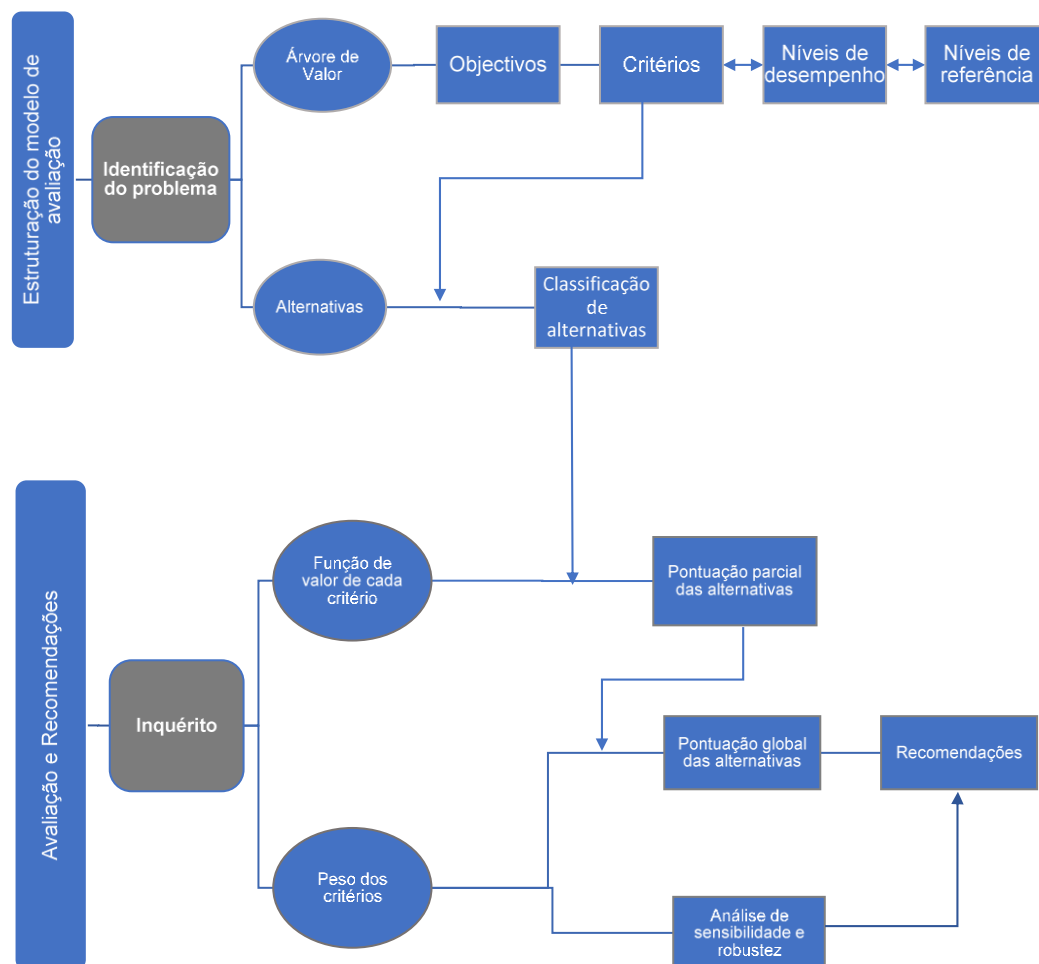 Estruturação do modelo de
avaliação
Identificação
do problema
Árvore de
Valor
Objectivos
Critérios
Níveis de
desempenho
Níveis de
referência
Alternativas
Classificação
de
alternativas
Avaliação e Recomendações
Inquérito
Função de
valor de cada
critério
Pontuação parcial
das alternativas
Pontuação global
das alternativas
Recomendações
Peso dos
critérios
Análise de
sensibilidade e
robustez